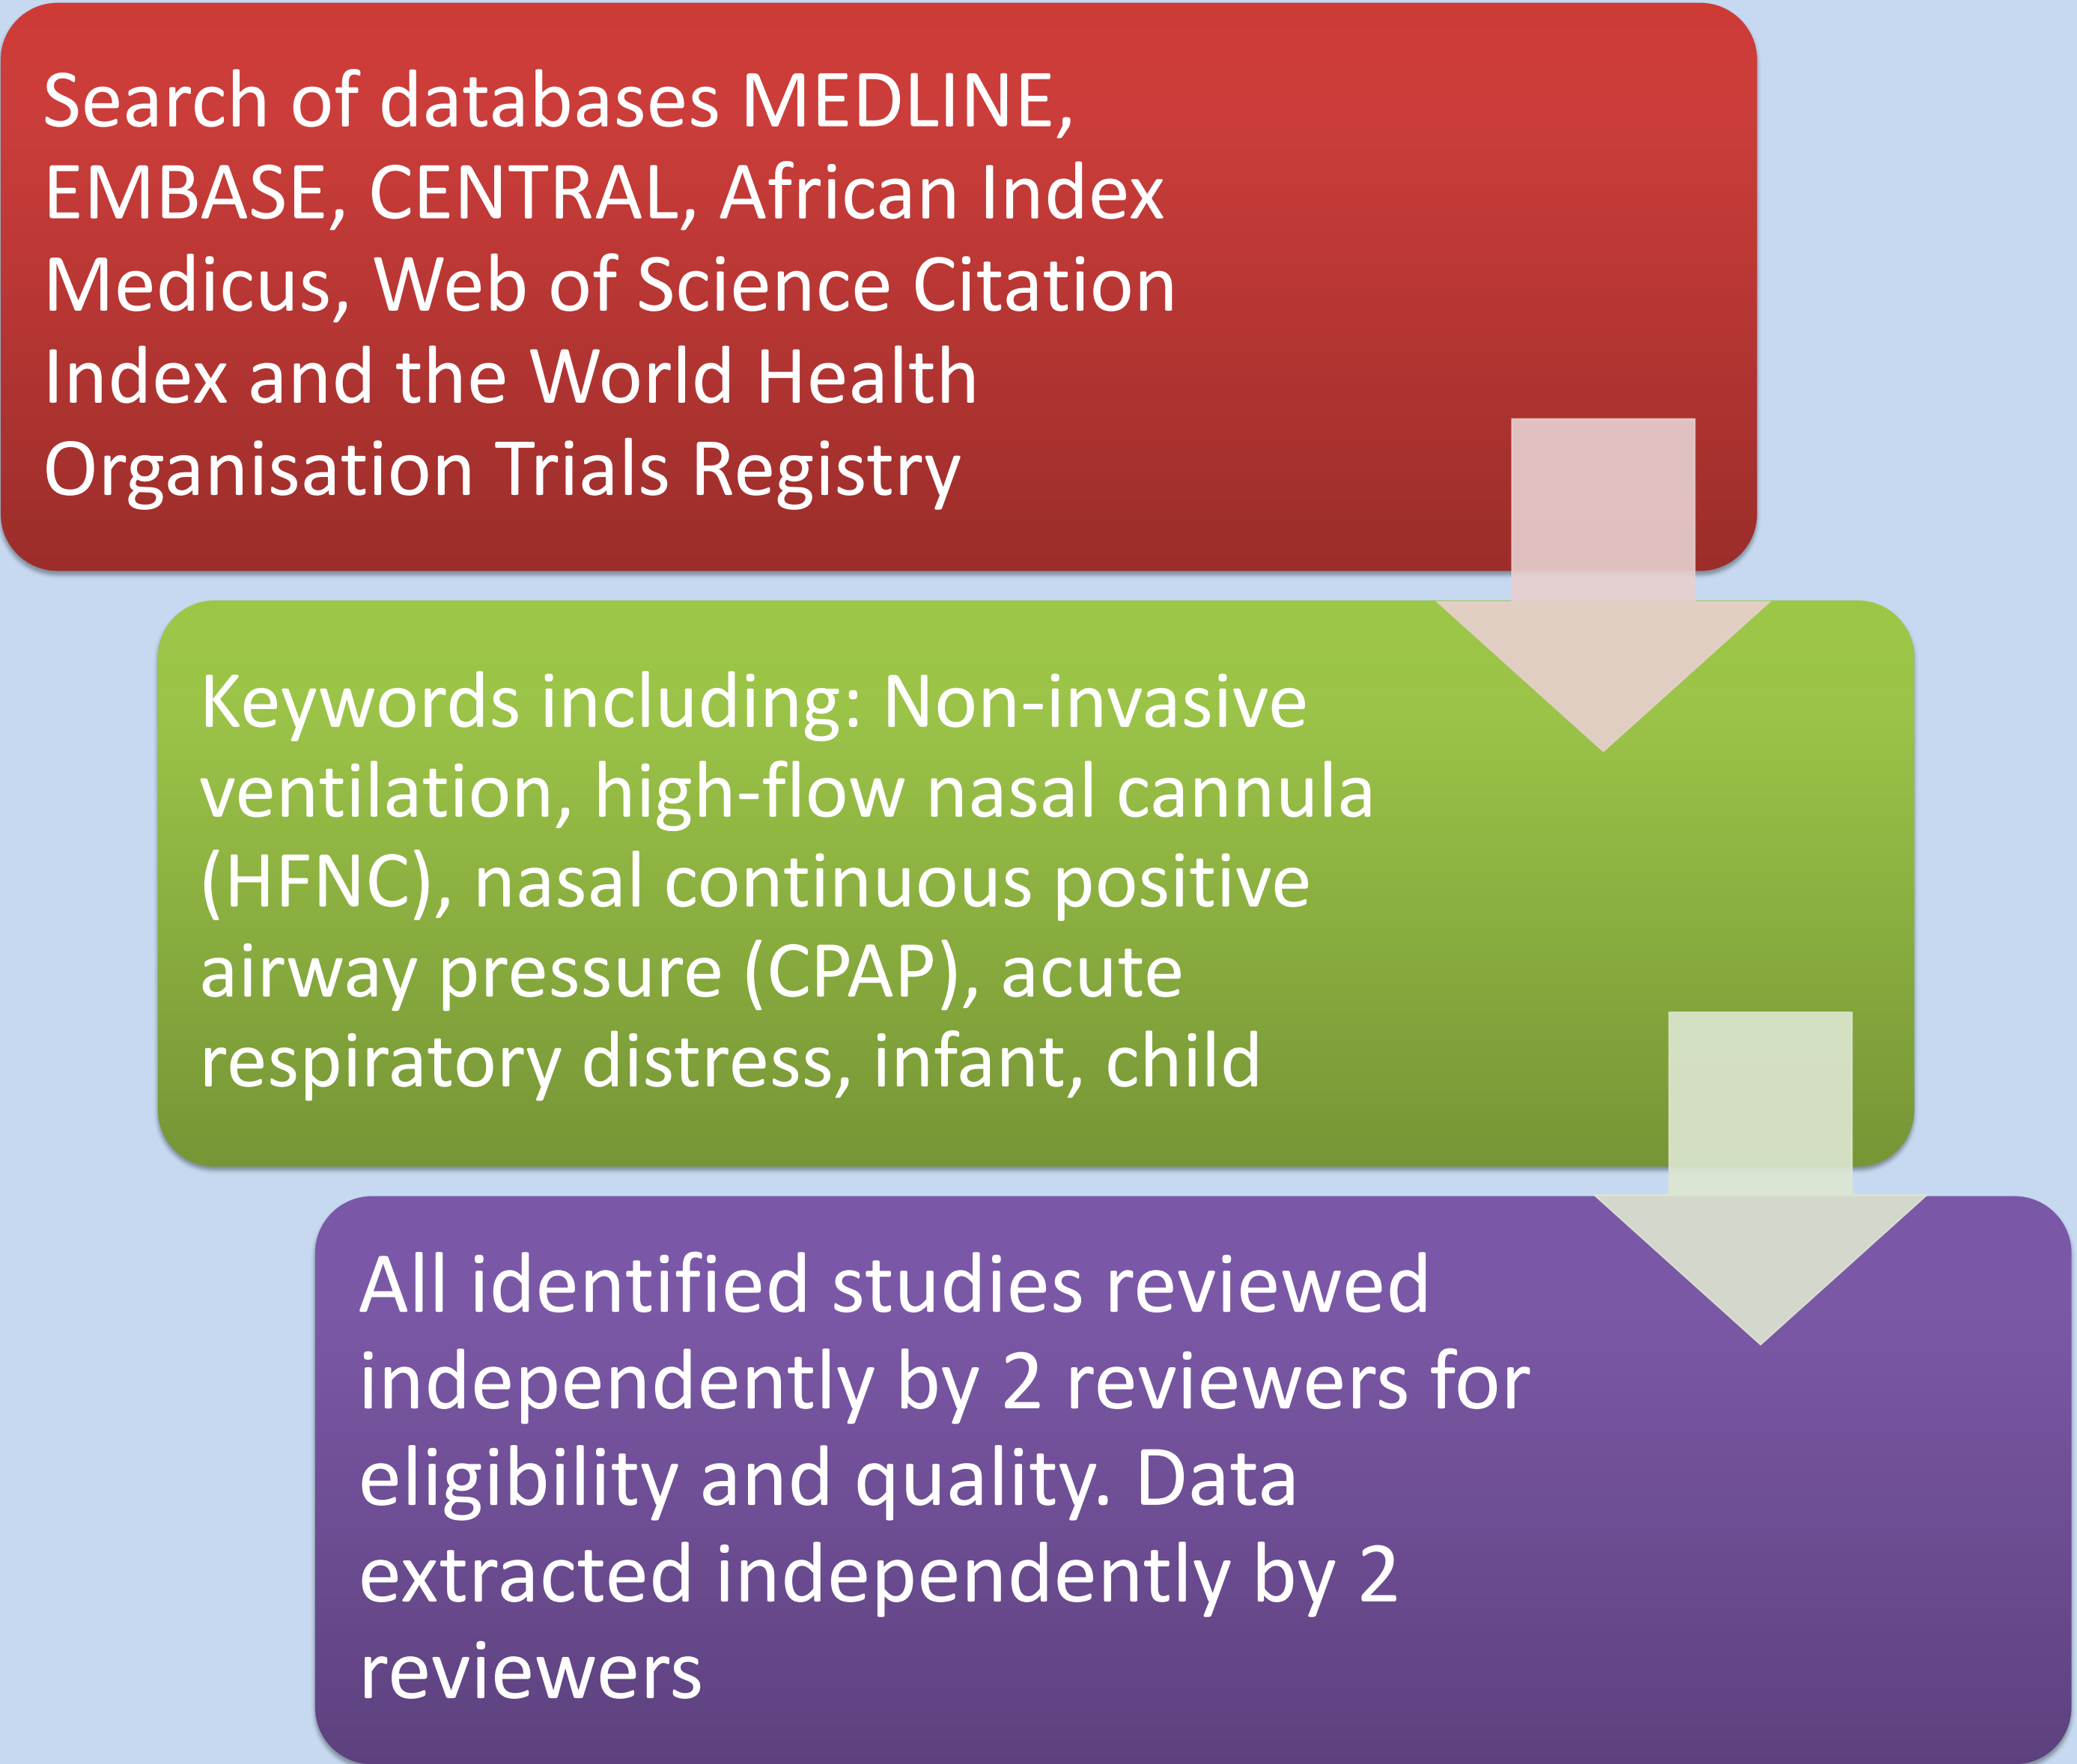 Search of databases MEDLINE,
EMBASE, CENTRAL, African Index
Medicus, Web of Science Citation
Index and the World Health
Organisation Trials Registry
Keywords including: Non-invasive
ventilation, high-flow nasal cannula
(HFNC), nasal continuous positive
airway pressure (CPAP), acute
respiratory distress, infant, child
All identified studies reviewed
independently by 2 reviewers for
eligibility and quality. Data
extracted independently by 2
reviewers